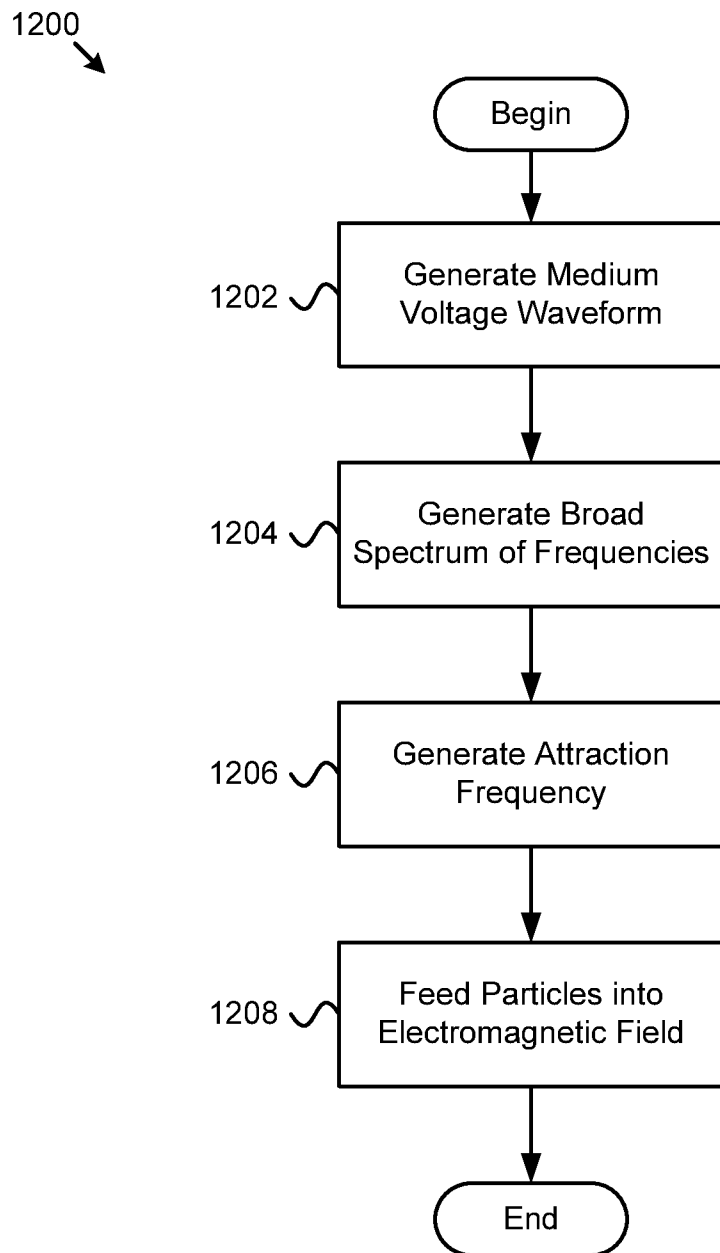 1200
Begin
1202
Generate Medium
Voltage Waveform
1204
Generate Broad
Spectrum of Frequencies
1206
Generate Attraction
Frequency
1208
Feed Particles into
Electromagnetic Field
End